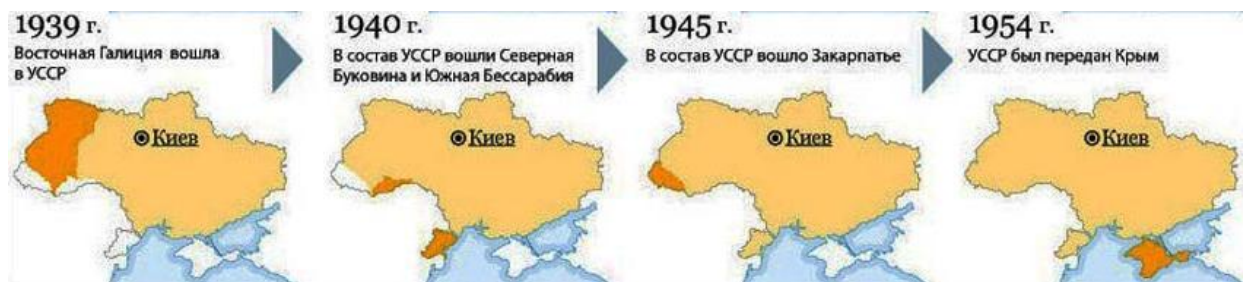 1939 г.
Восточная Галиция вошла
в УССР
Киев
1940 г.
В состав УССР вошли Северная
Буковина и Южная Бессарабия
Киев
1945 г.
В состав УССР вошло Закарпатье
Киев
1954 г.
УССР был передан Крым
Киев